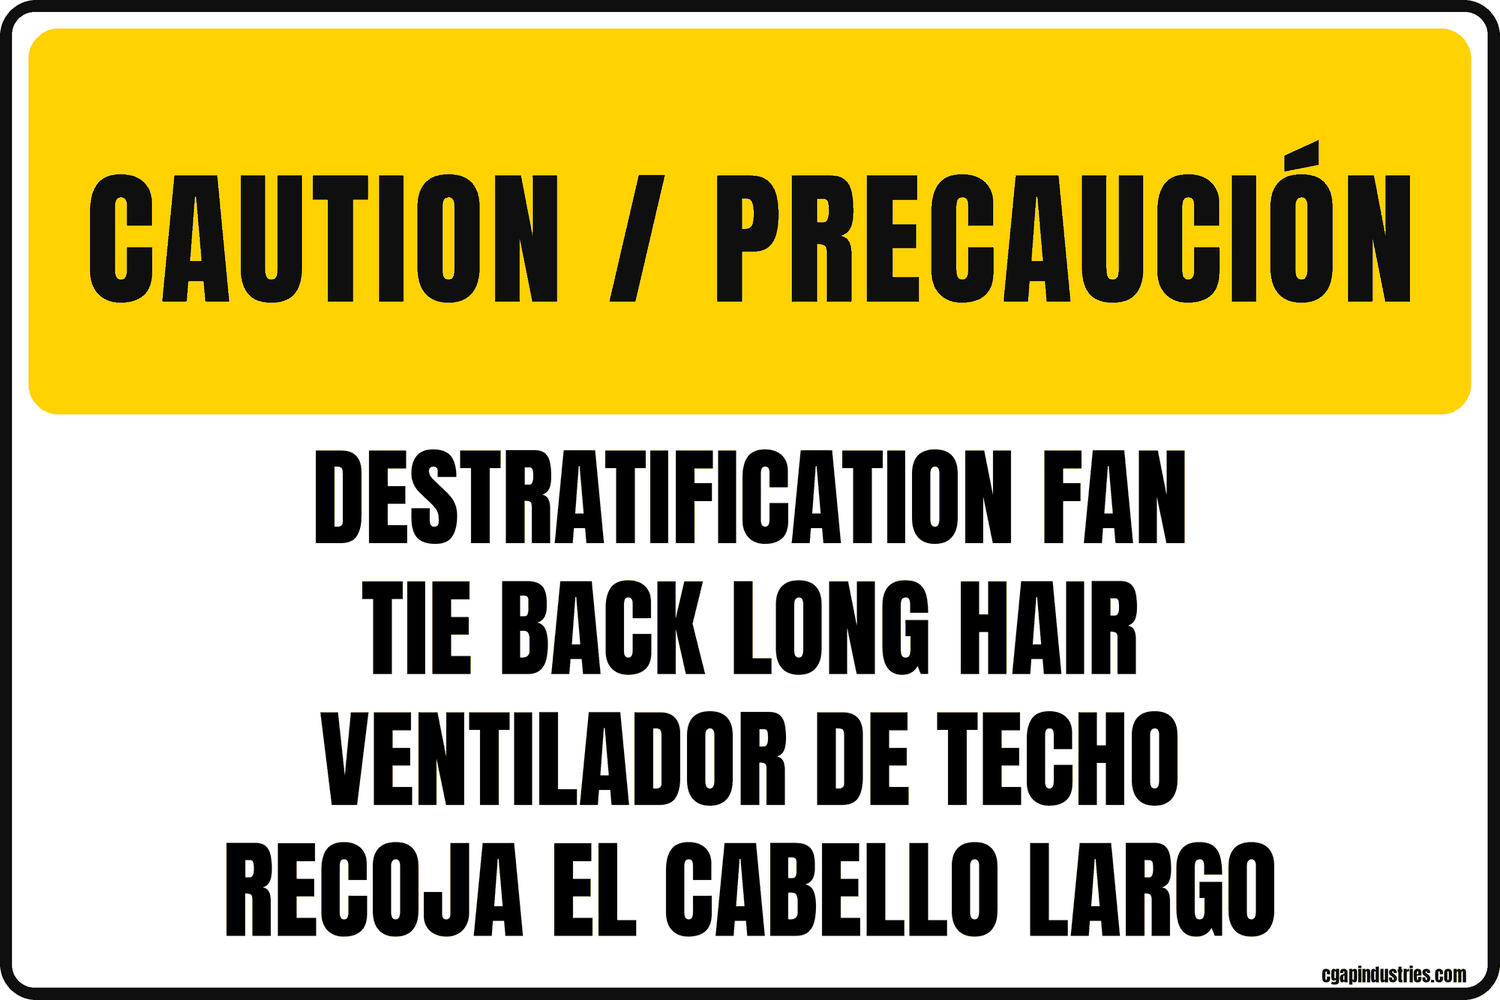 CAUTION / PRECAUCIÓN
DESTRATIFICATION FAN
TIE BACK LONG HAIR
VENTILADOR DE TECHO
RECOJA EL CABELLO LARGO
cgapindustries.com